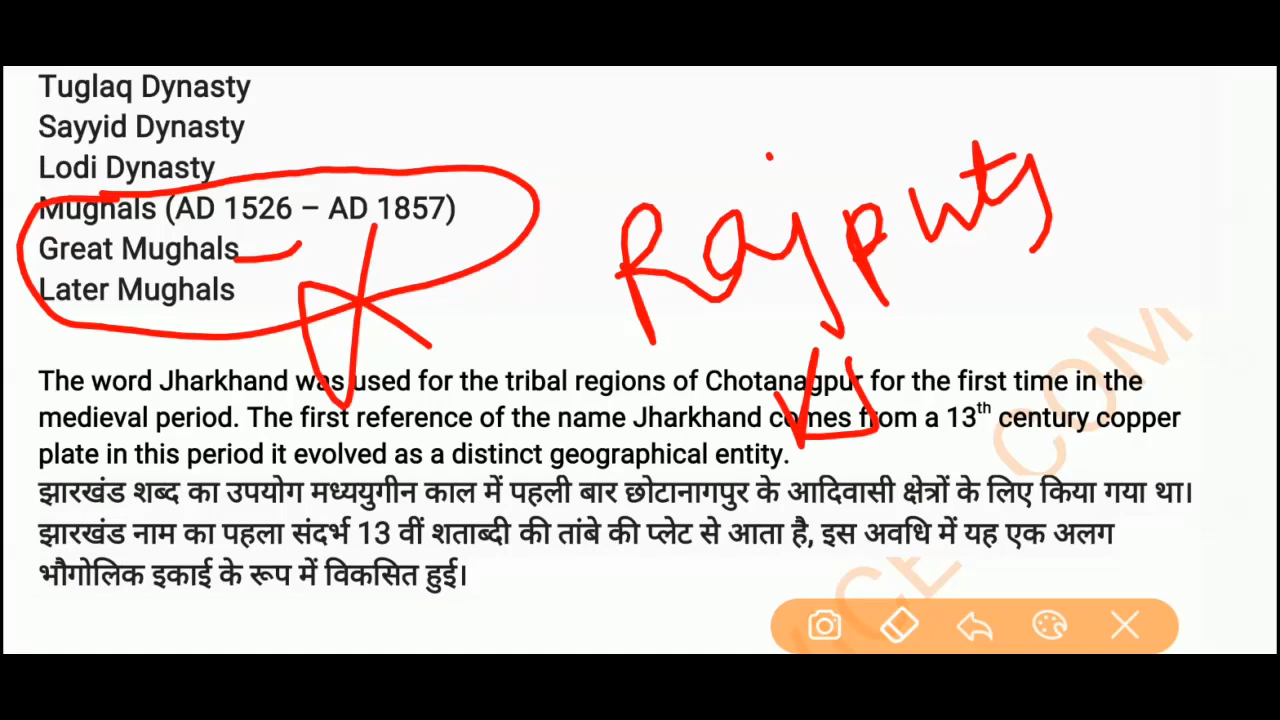 Tuglaq Dynasty
Sayyid Dynasty
Lodi Dynasty
Mughals (AD 1526 – AD 1857)
Great Mughals
Later Mughals
Rajputs
The word Jharkhand was used for the tribal regions of Chotanagpur for the first time in the
medieval period. The first reference of the name Jharkhand comes from a 13th century copper
plate in this period it evolved as a distinct geographical entity.
झारखंड शब्द का उपयोग मध्ययुगीन काल में पहली बार छोटानागपुर के आदिवासी क्षेत्रों के लिए किया गया था।
झारखंड नाम का पहला संदर्भ 13 वीं शताब्दी की तांबे की प्लेट से आता है, इस अवधि में यह एक अलग
भौगोलिक इकाई के रूप में विकसित हुई।